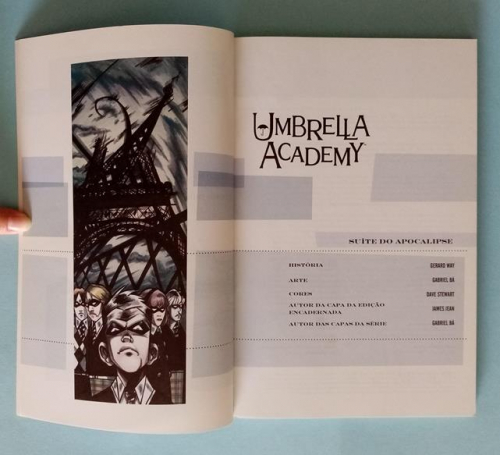 UMBRELLA
ACADEMY™
SUÍTE DO APOCALIPSE
HISTÓRIA GERARD WAY
ARTE GABRIEL BÁ
CORES DAVE STEWART
AUTOR DA CAPA DA EDIÇÃO
ENCADERNADA JAMES JEAN
AUTOR DAS CAPAS DA SÉRIE GABRIEL BÁ